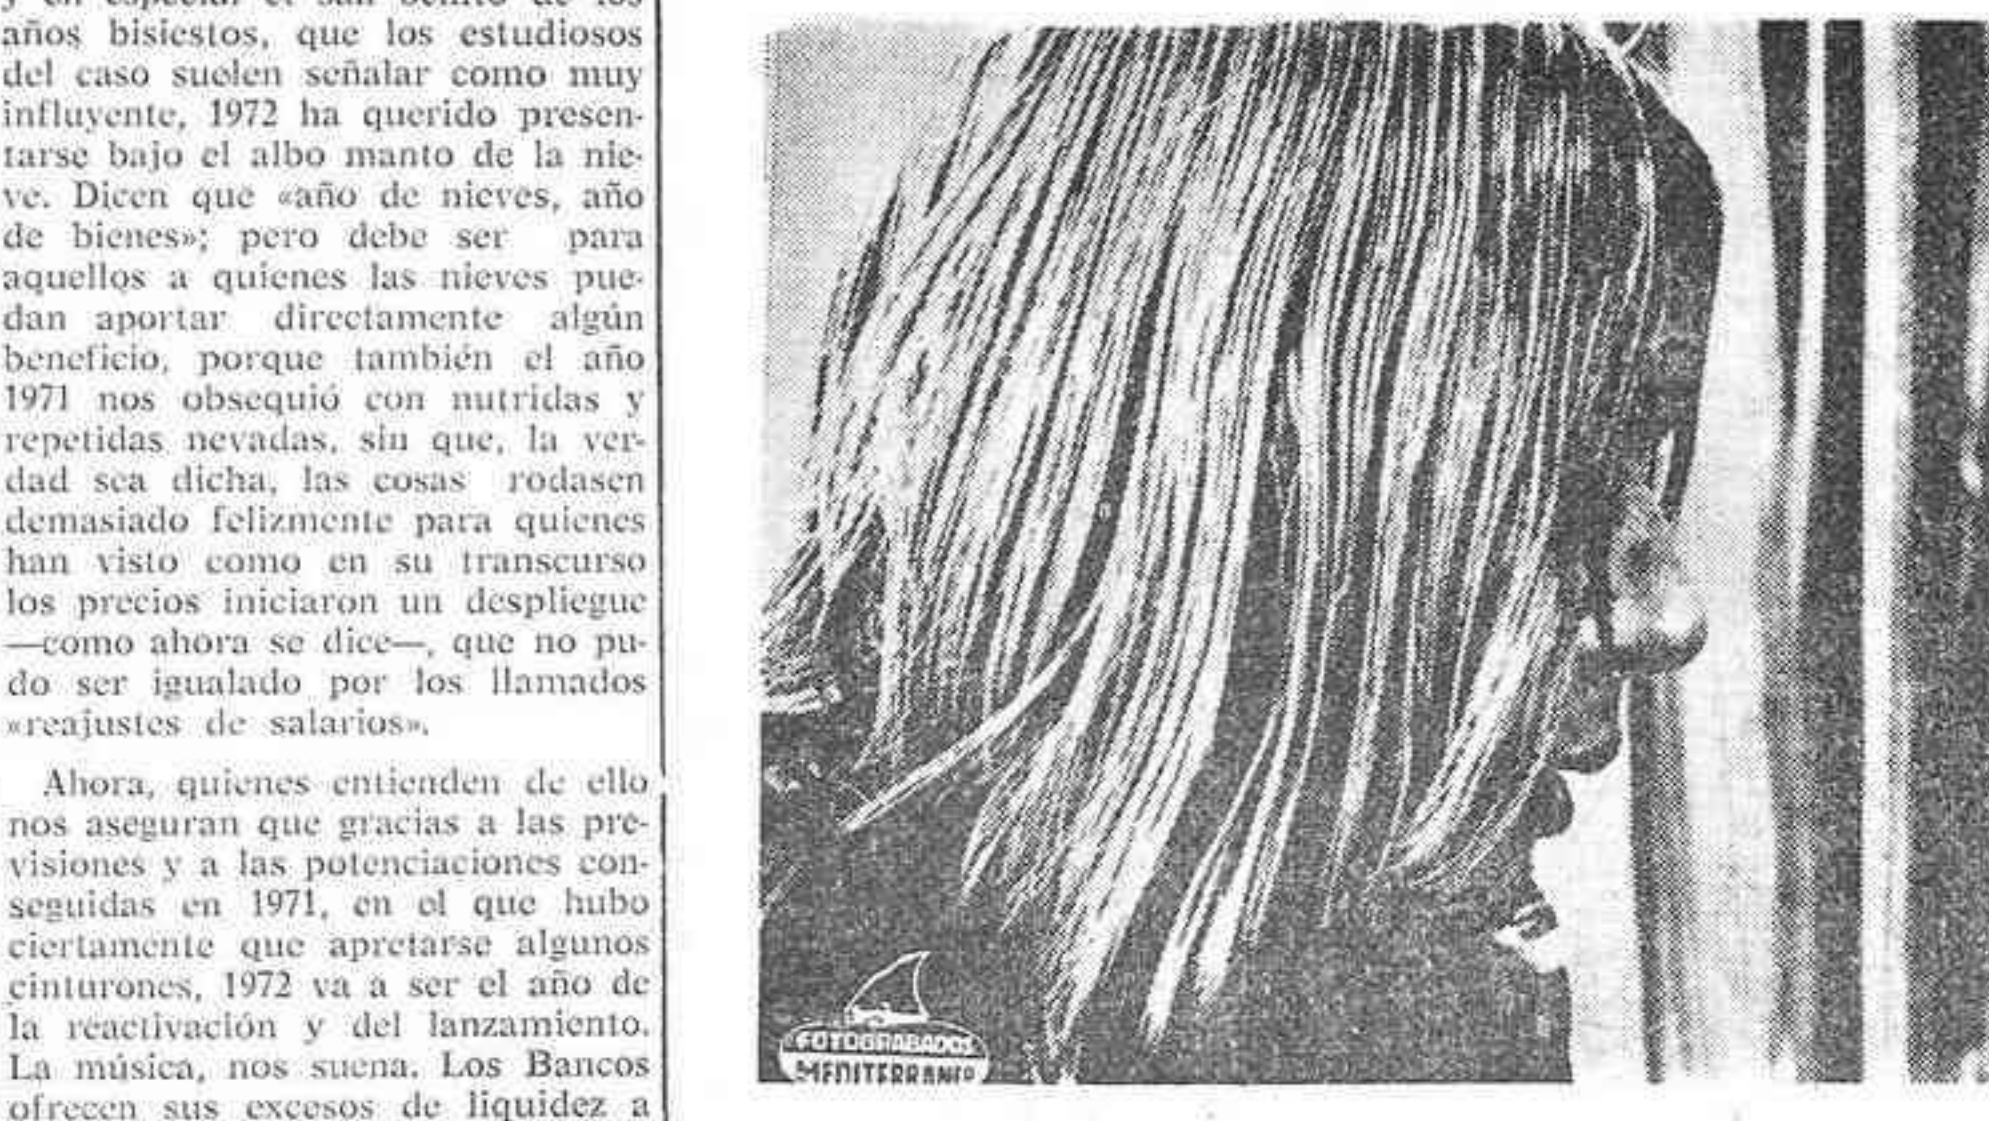 y en especial el san benito de los
años bisiestos, que los estudiosos
del caso suelen señalar como muy
influyente, 1972 ha querido presen-
tarse bajo el albo manto de la nie-
ve. Dicen que «año de nieves, año
de bienes»; pero debe ser para
aquellos a quienes las nieves pue-
dan aportar directamente algún
beneficio, porque también el año
1971 nos obsequió con nutridas y
repetidas nevadas, sin que, la ver-
dad sea dicha, las cosas rodasen
demasiado felizmente para quienes
han visto como en su transcurso
los precios iniciaron un despliegue
—como ahora se dice—, que no pu-
do ser igualado por los llamados
«reajustes de salarios».
Ahora, quienes entienden de ello
nos aseguran que gracias a las pre-
visiones y a las potenciaciones con-
seguidas en 1971, en el que hubo
ciertamente que apretarse algunos
cinturones, 1972 va a ser el año de
la reactivación y del lanzamiento.
La música, nos suena. Los Bancos
ofrecen sus excesos de liquidez a
FOTOGRABADOS
MEDITERRANEO